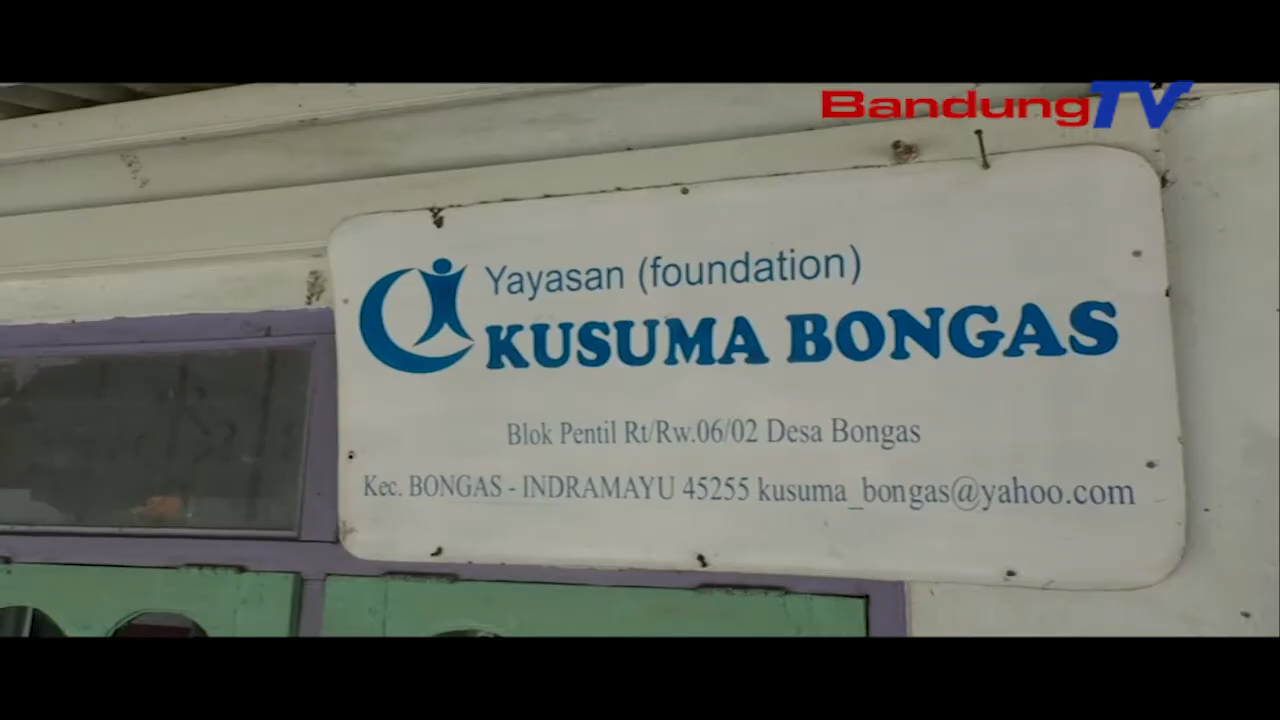 BandungTV
Yayasan (foundation)
KUSUMA BONGAS
Blok Pentil Rt/Rw.06/02 Desa Bongas
Kec. BONGAS - INDRAMAYU 45255 kusuma_bongas@yahoo.com